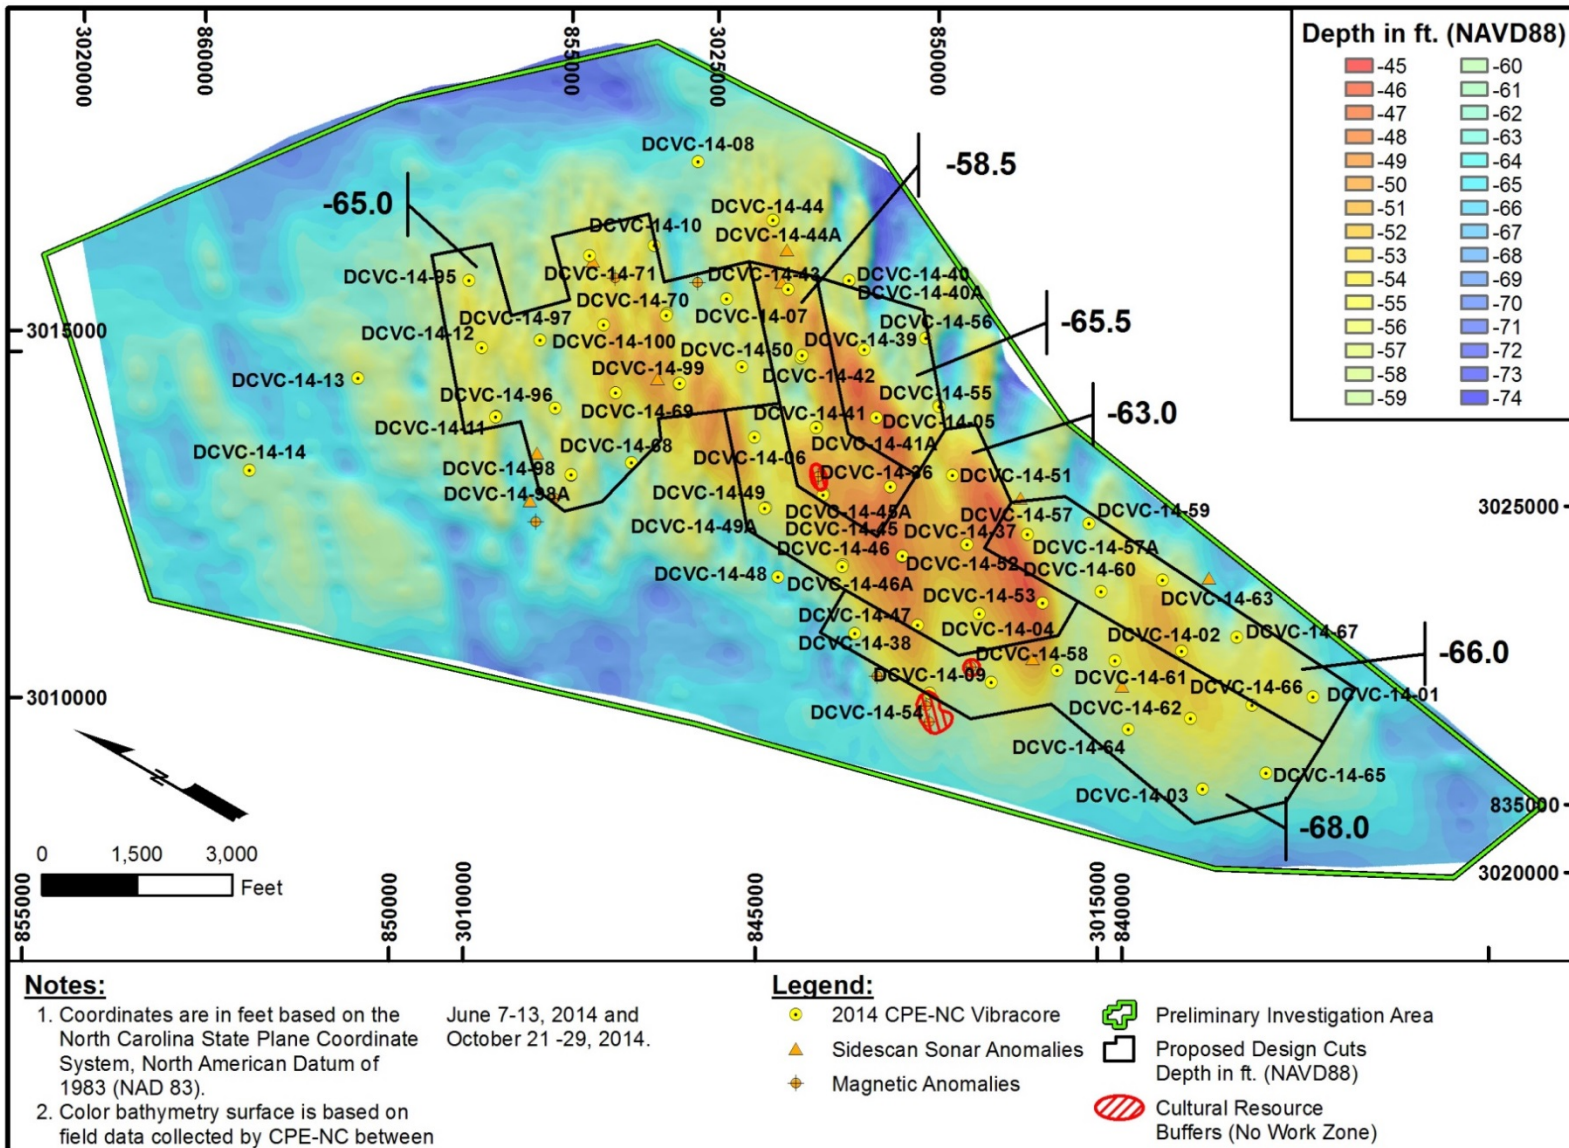 3020000
8600000
8550000
3025000
8500000
Depth in ft. (NAVD88)
-45 -60
-46 -61
-47 -62
-48 -63
-49 -64
-50 -65
-51 -66
-52 -67
-53 -68
-54 -69
-55 -70
-56 -71
-57 -72
-58 -73
-59 -74
DCVC-14-08
-58.5
-65.0
DCVC-14-44
DCVC-14-10
DCVC-14-44A
DCVC-14-95
DCVC-14-71
DCVC-14-43
DCVC-14-40
DCVC-14-40A
DCVC-14-70
DCVC-14-97
DCVC-14-07
DCVC-14-56
-65.5
3015000
DCVC-14-12
DCVC-14-100
DCVC-14-50
DCVC-14-39
DCVC-14-13
DCVC-14-99
DCVC-14-42
DCVC-14-96
DCVC-14-55
DCVC-14-69
DCVC-14-41
DCVC-14-05
-63.0
DCVC-14-11
DCVC-14-41A
DCVC-14-68
DCVC-14-06
DCVC-14-14
DCVC-14-98
DCVC-14-36
DCVC-14-51
DCVC-14-98A
DCVC-14-49
DCVC-14-45A
DCVC-14-57
DCVC-14-59
3025000
DCVC-14-49A
DCVC-14-45
DCVC-14-37
DCVC-14-46
DCVC-14-57A
DCVC-14-52
DCVC-14-60
DCVC-14-48
DCVC-14-46A
DCVC-14-53
DCVC-14-63
DCVC-14-47
DCVC-14-04
DCVC-14-02
DCVC-14-67
DCVC-14-38
DCVC-14-58
-66.0
DCVC-14-09
DCVC-14-61
DCVC-14-66
DCVC-14-01
3010000
DCVC-14-54
DCVC-14-62
DCVC-14-64
DCVC-14-65
DCVC-14-03
835000
-68.0
3020000
N
0 1,500 3,000
Feet
8550000
8500000
3010000
8450000
3015000
840000
Notes:
1. Coordinates are in feet based on the
North Carolina State Plane Coordinate
System, North American Datum of
1983 (NAD 83).
2. Color bathymetry surface is based on
field data collected by CPE-NC between
June 7-13, 2014 and
October 21 -29, 2014.
Legend:
2014 CPE-NC Vibracore
Sidescan Sonar Anomalies
Magnetic Anomalies
Preliminary Investigation Area
Proposed Design Cuts
Depth in ft. (NAVD88)
Cultural Resource
Buffers (No Work Zone)